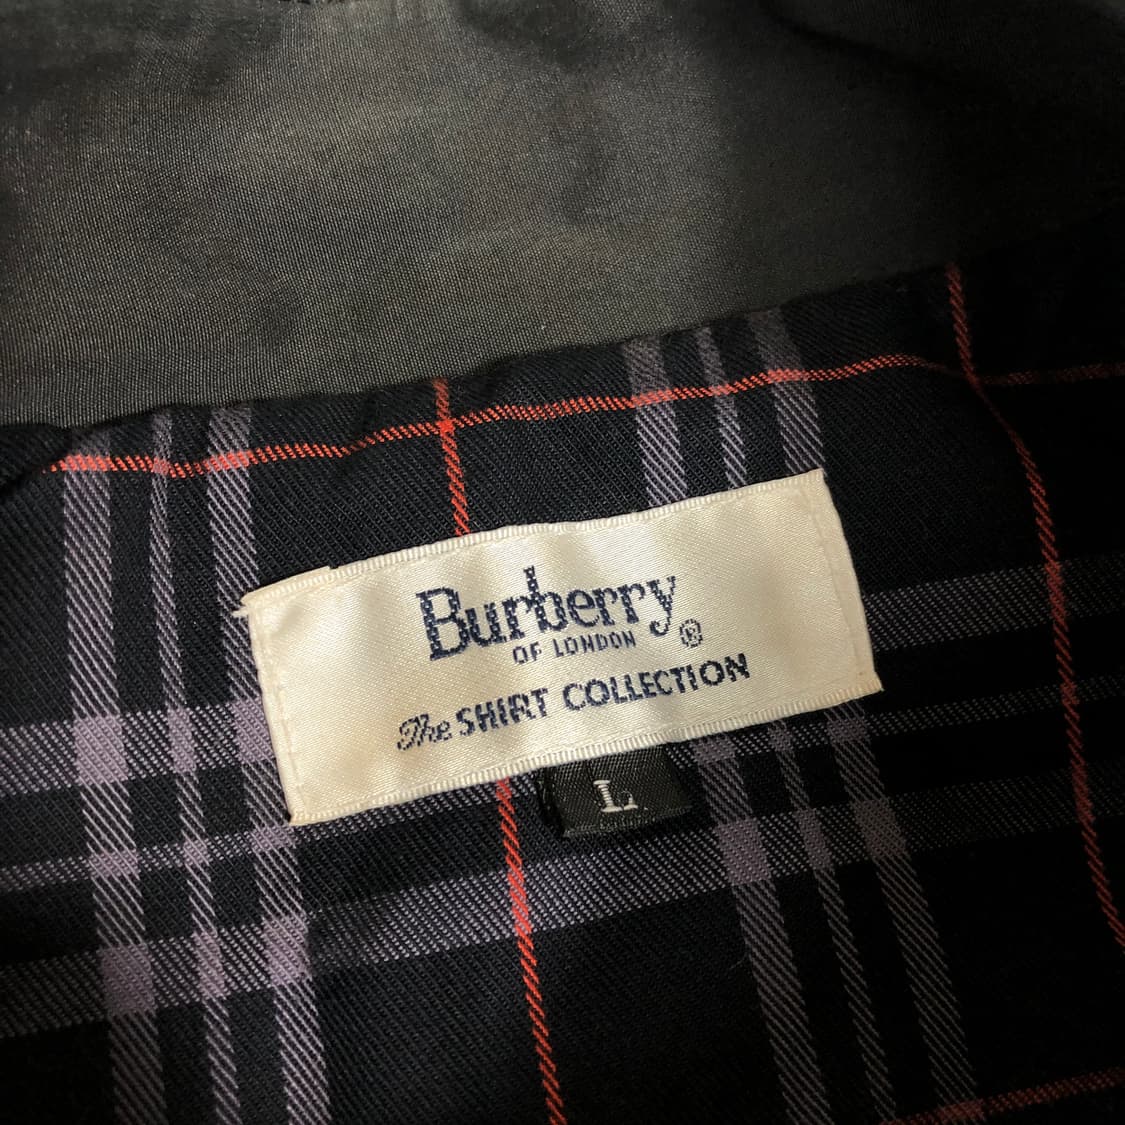 Burberry
OF LONDON ®
The SHIRT COLLECTION
L